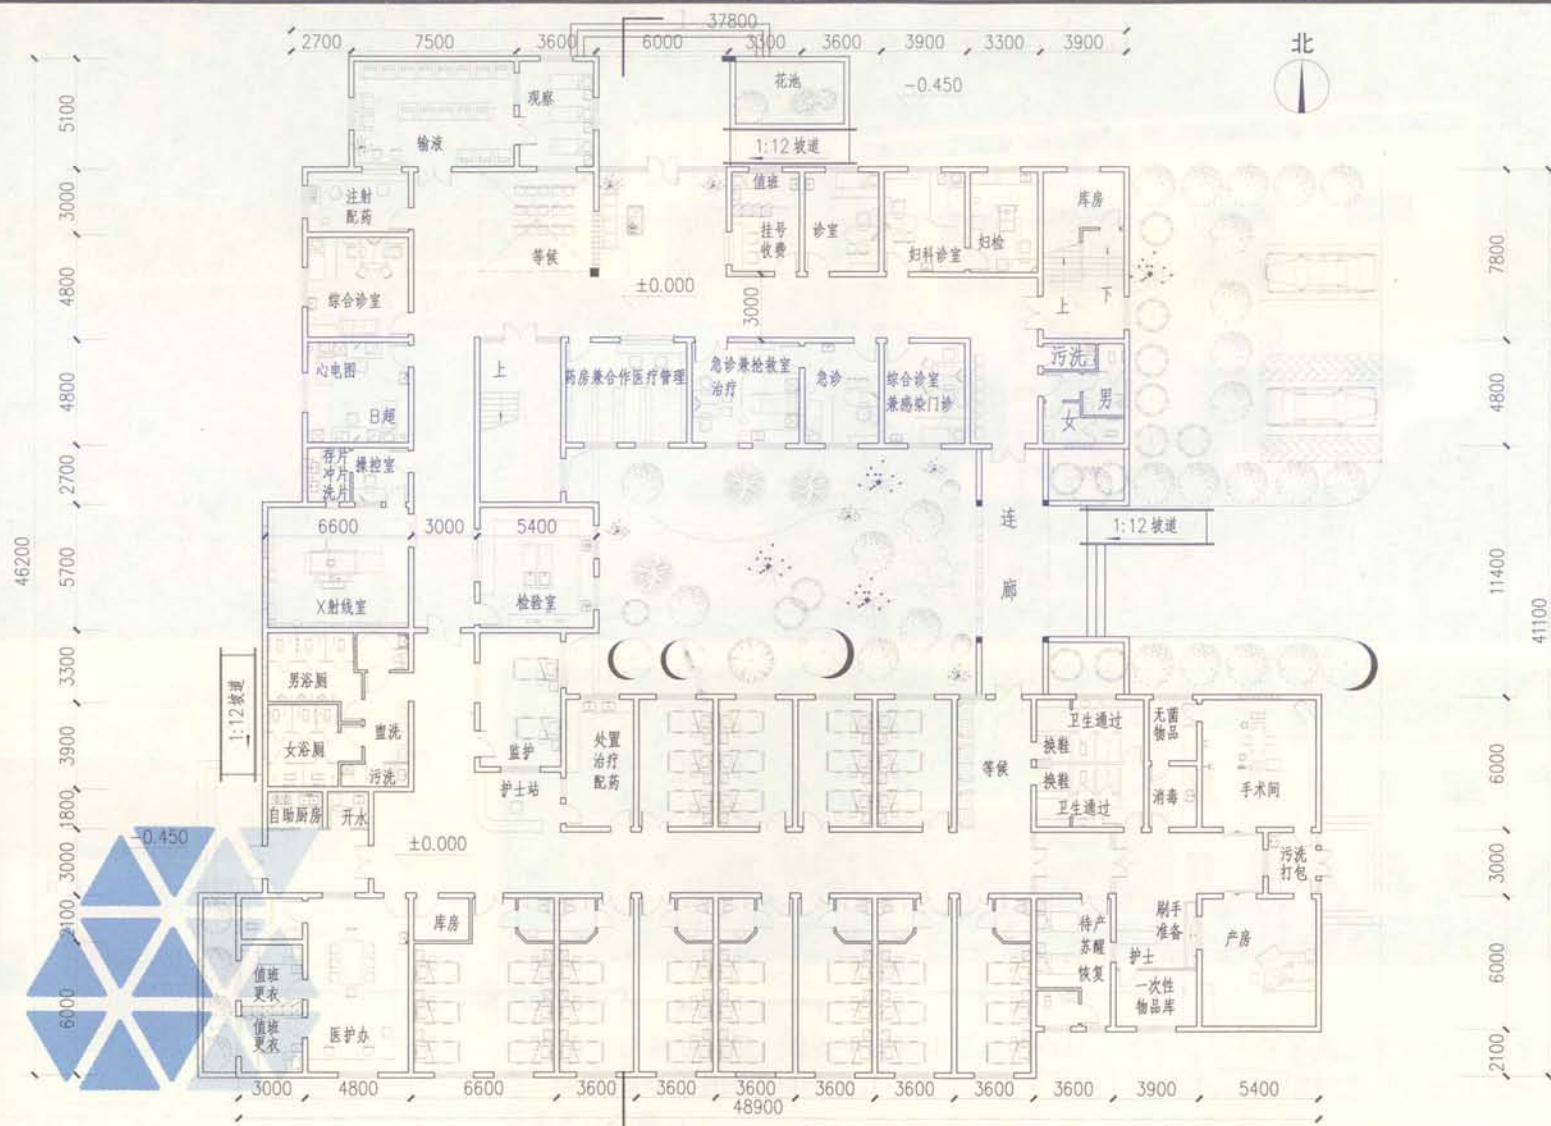 37800
2700 7500 3600 6000 3300 3600 3900 3300 3900
北
花池
-0.450
观察
输液
1:12坡道
5100
注射
配药
值班
库房
3000
等候
挂号
收费
诊室
妇科诊室
妇检
7800
综合诊室
±0.000
3000
上
下
4800
心电图
B超
上
药房兼合作医疗管理
急诊兼抢救室
治疗
急诊
综合诊室
兼感染门诊
污洗
男
女
4800
4800
存片
冲片
洗片
操控室
2700
6600 3000 5400
连
廊
1:12坡道
46200
5700
X射线室
检验室
11400
41100
3300
男浴厕
1:12坡道
盥洗
女浴厕
污洗
3900
监护
护士站
处置
治疗
配药
等候
换鞋
换鞋
卫生通过
卫生通过
无菌
物品
消毒
手术间
6000
1800
自助厨房
开水
-0.450
±0.000
3000
污洗
打包
3000
2100
库房
待产
苏醒
恢复
刷手
准备
护士
产房
6000
值班
更衣
值班
更衣
医护办
一次性
物品库
6000
2100
3000 4800 6600 3600 3600 3600 3600 3600 3600 3600 3900 5400
48900